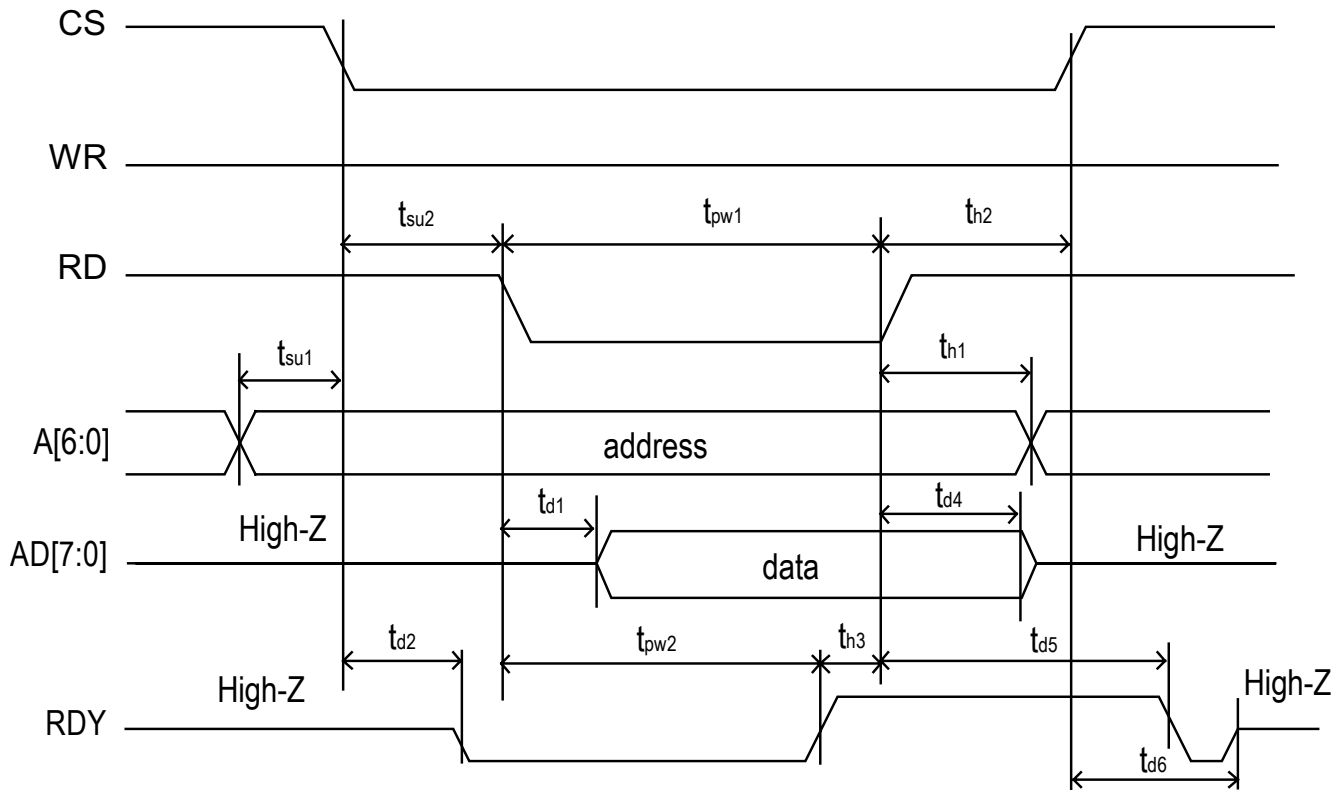 CS
WR
tsu2 tpw1 th2
RD
tsu1 th1
A[6:0] address
td1 td4
High-Z High-Z
AD[7:0] data
td2 tpw2 th3 td5
High-Z High-Z
RDY
td6